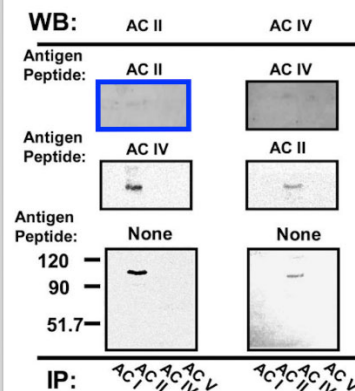 WB: AC II AC IV
Antigen
Peptide: AC II AC IV
Antigen
Peptide: AC IV AC II
Antigen
Peptide: None None
120
90
51.7
IP: AC I AC II AC IV AC V AC I AC II AC IV AC V